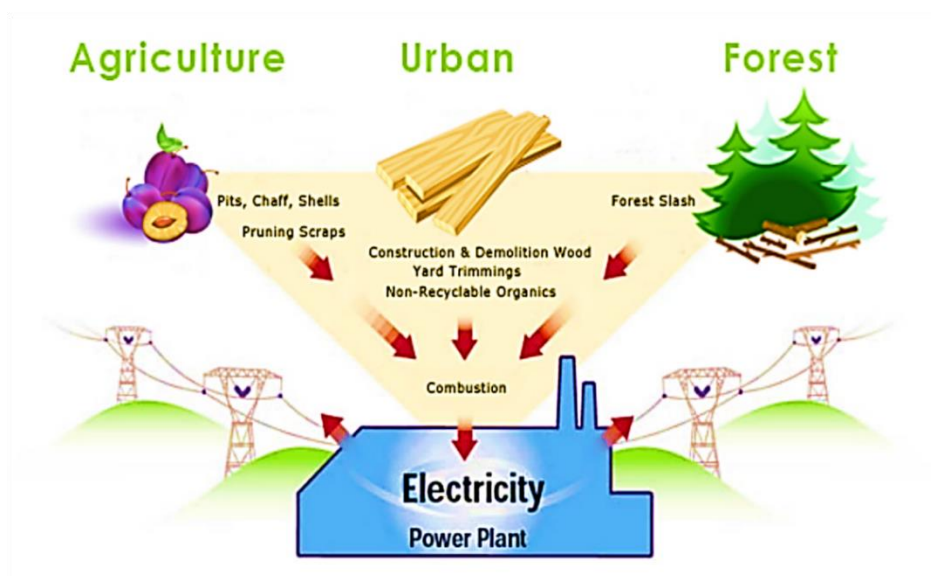 Agriculture
Urban
Forest
Pits, Chaff, Shells
Pruning Scraps
Forest Slash
Construction & Demolition Wood
Yard Trimmings
Non-Recyclable Organics
Combustion
Electricity
Power Plant